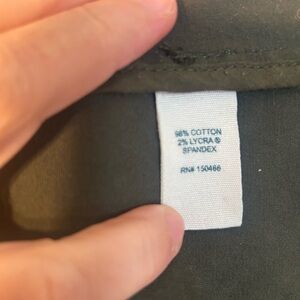 98% COTTON
2% LYCRA®
SPANDEX
RN# 150466